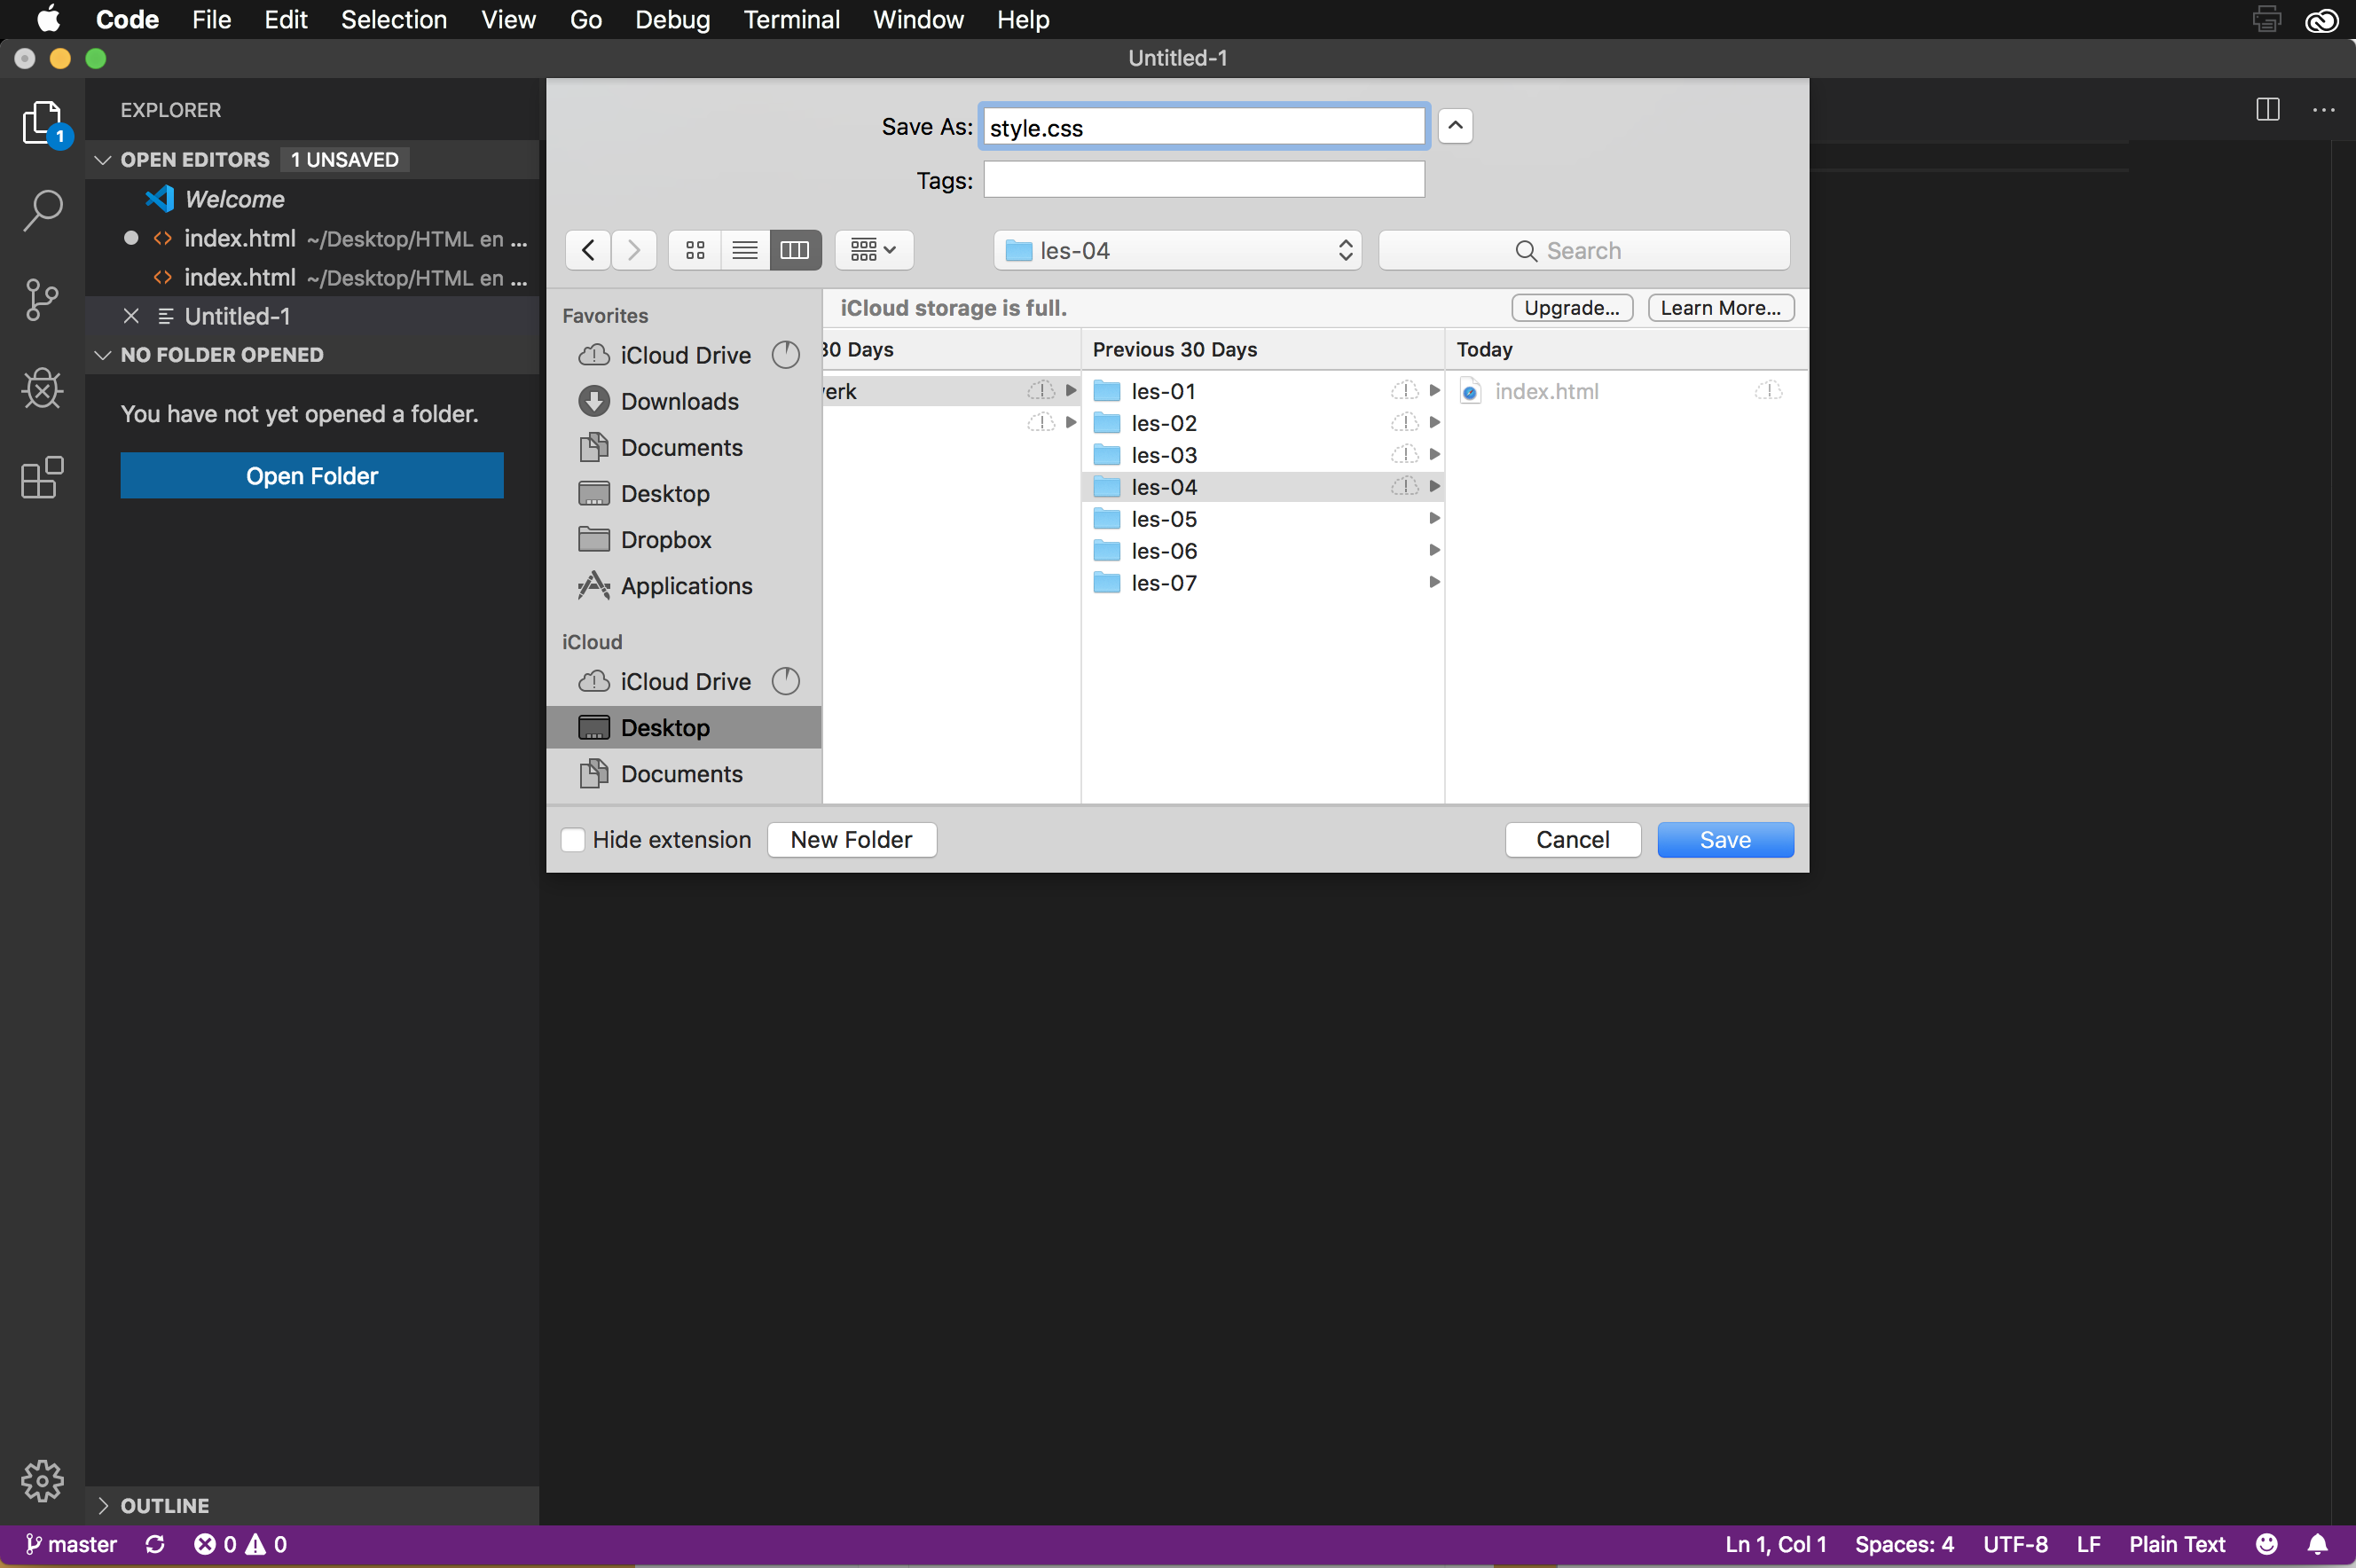 Code File Edit Selection View Go Debug Terminal Window Help
Untitled-1
EXPLORER
1
OPEN EDITORS 1 UNSAVED
Welcome
index.html ~/Desktop/HTML en ...
index.html ~/Desktop/HTML en ...
Untitled-1
NO FOLDER OPENED
You have not yet opened a folder.
Open Folder
OUTLINE
Save As: style.css
Tags:
les-04
Search
Favorites
iCloud Drive
Downloads
Documents
Desktop
Dropbox
Applications
iCloud
iCloud Drive
Desktop
Documents
iCloud storage is full. Upgrade... Learn More...
30 Days Previous 30 Days Today
erk
les-01
les-02
les-03
les-04
les-05
les-06
les-07
index.html
Hide extension New Folder Cancel Save
master 0 0 Ln 1, Col 1 Spaces: 4 UTF-8 LF Plain Text